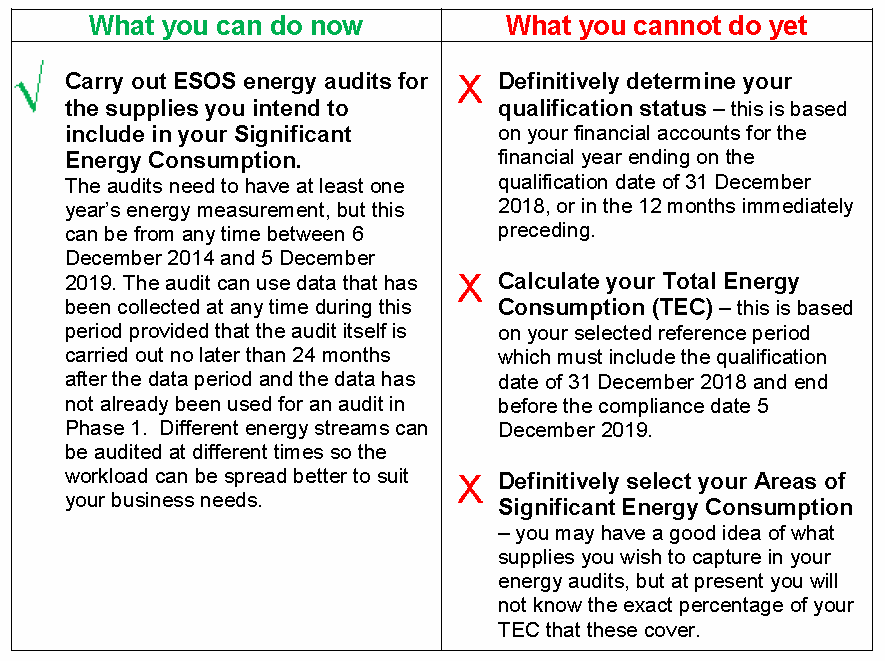 What you can do now
What you cannot do yet
√
Carry out ESOS energy audits for
the supplies you intend to
include in your Significant
Energy Consumption.
The audits need to have at least one
year's energy measurement, but this
can be from any time between 6
December 2014 and 5 December
2019. The audit can use data that has
been collected at any time during this
period provided that the audit itself is
carried out no later than 24 months
after the data period and the data has
not already been used for an audit in
Phase 1.  Different energy streams can
be audited at different times so the
workload can be spread better to suit
your business needs.
X
Definitively determine your
qualification status – this is based
on your financial accounts for the
financial year ending on the
qualification date of 31 December
2018, or in the 12 months immediately
preceding.
X
Calculate your Total Energy
Consumption (TEC) – this is based
on your selected reference period
which must include the qualification
date of 31 December 2018 and end
before the compliance date 5
December 2019.
X
Definitively select your Areas of
Significant Energy Consumption
– you may have a good idea of what
supplies you wish to capture in your
energy audits, but at present you will
not know the exact percentage of your
TEC that these cover.